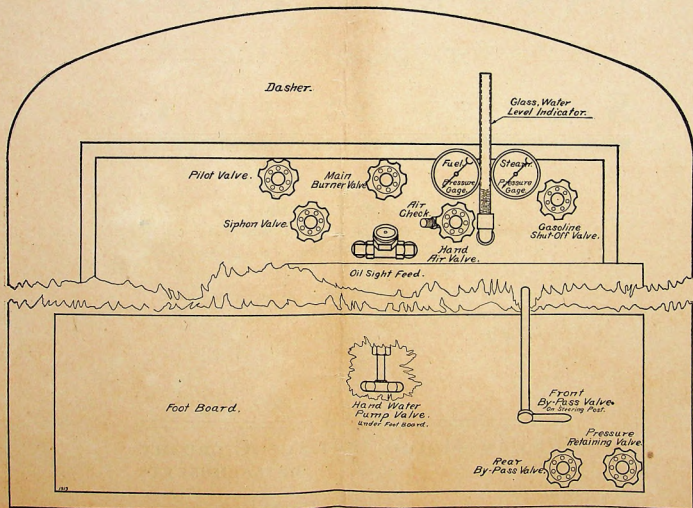 Dasher.
Glass, Water
Level Indicator.
Pilot Valve.
Main
Burner Valve
Fuel
Pressure
Gage.
Steam
Pressure
Gage.
Siphon Valve.
Air
Check.
Hand
Air Valve.
Gasoline
Shut-Off Valve.
Oil Sight Feed.
Foot Board.
Hand Water
Pump Valve.
Under Foot Board.
Front
By-Pass Valve.
On Steering Post.
Pressure
Retaining Valve.
Rear
By-Pass Valve.